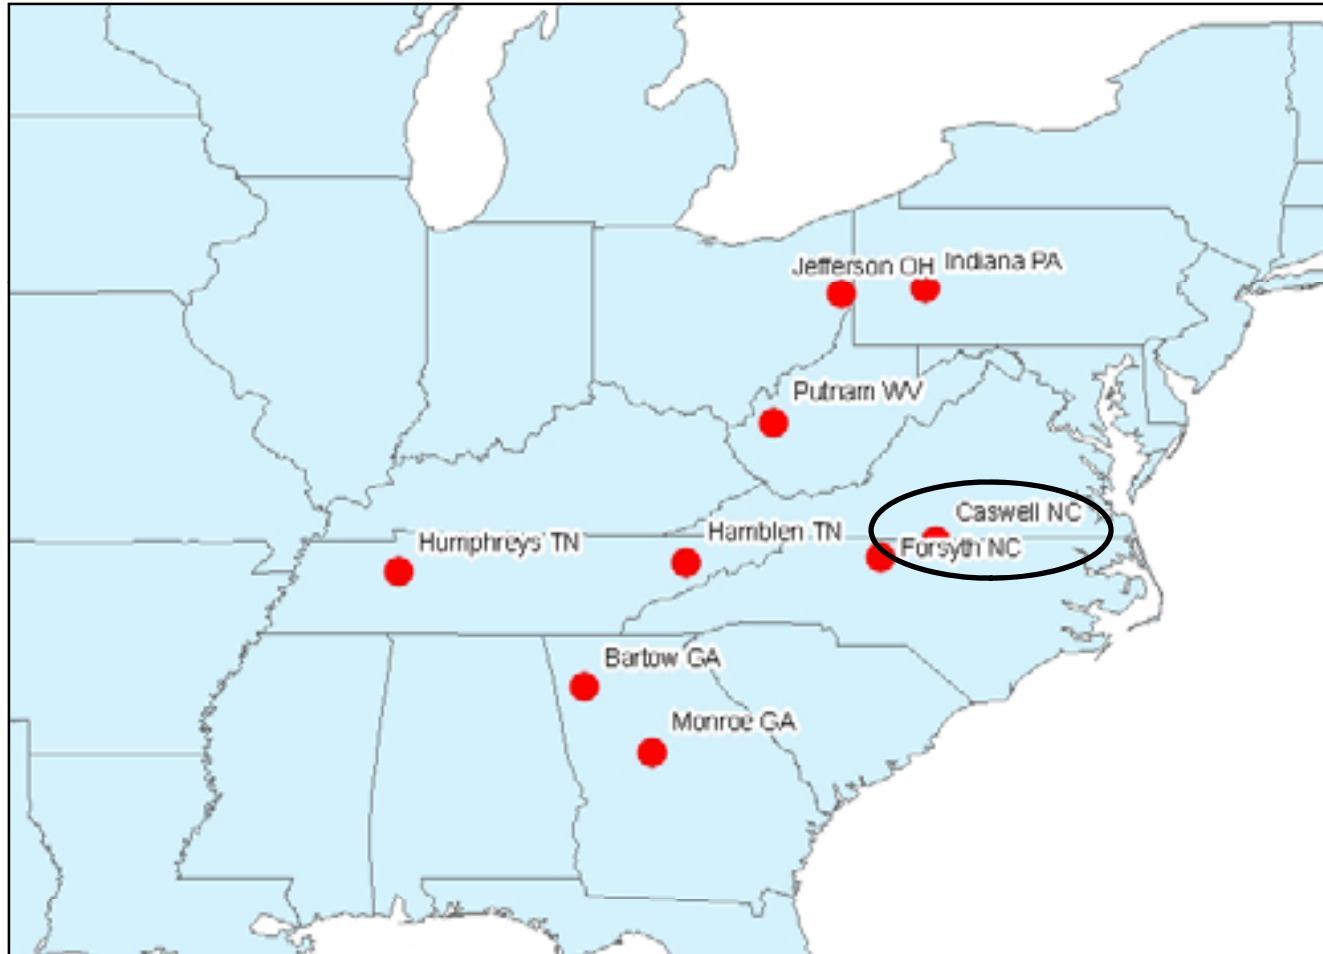 Jefferson OH
Indiana PA
Putnam WV
Caswell NC
Humphreys TN
Hamblen TN
Forsyth NC
Bartow GA
Monroe GA